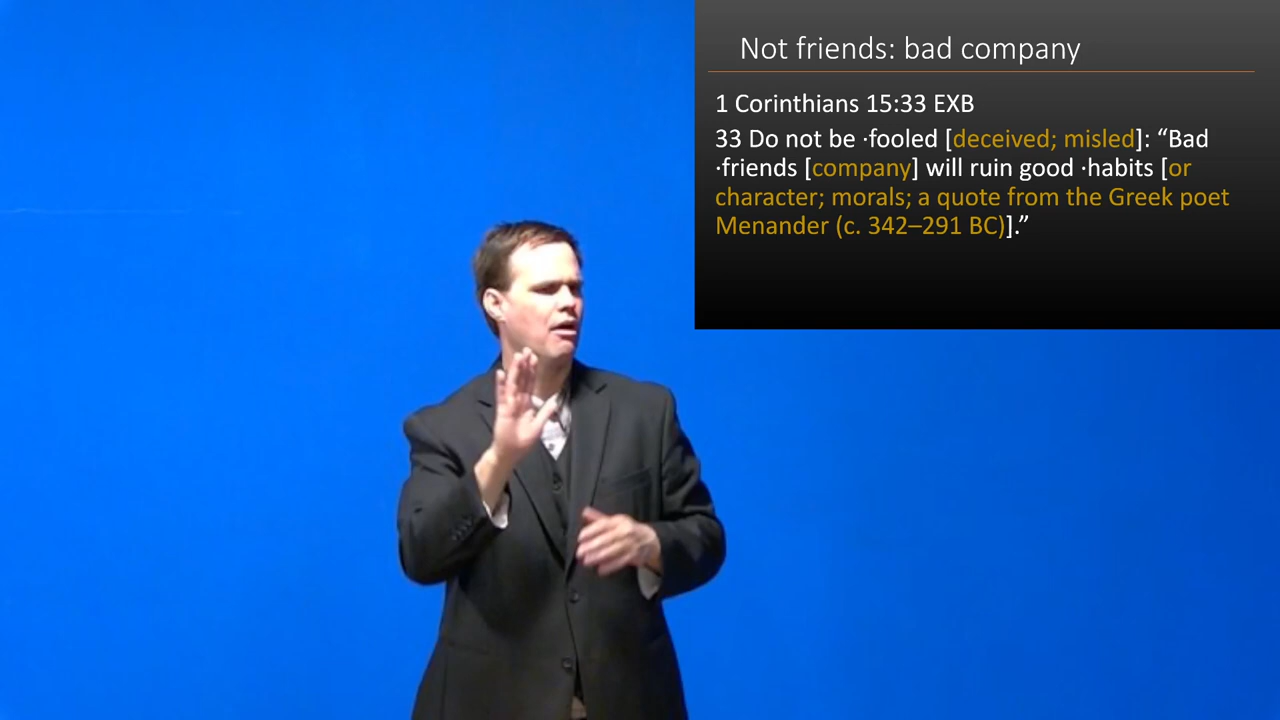 Not friends: bad company
1 Corinthians 15:33 EXB
33 Do not be ·fooled [deceived; misled]: “Bad
·friends [company] will ruin good ·habits [or
character; morals; a quote from the Greek poet
Menander (c. 342–291 BC)].”